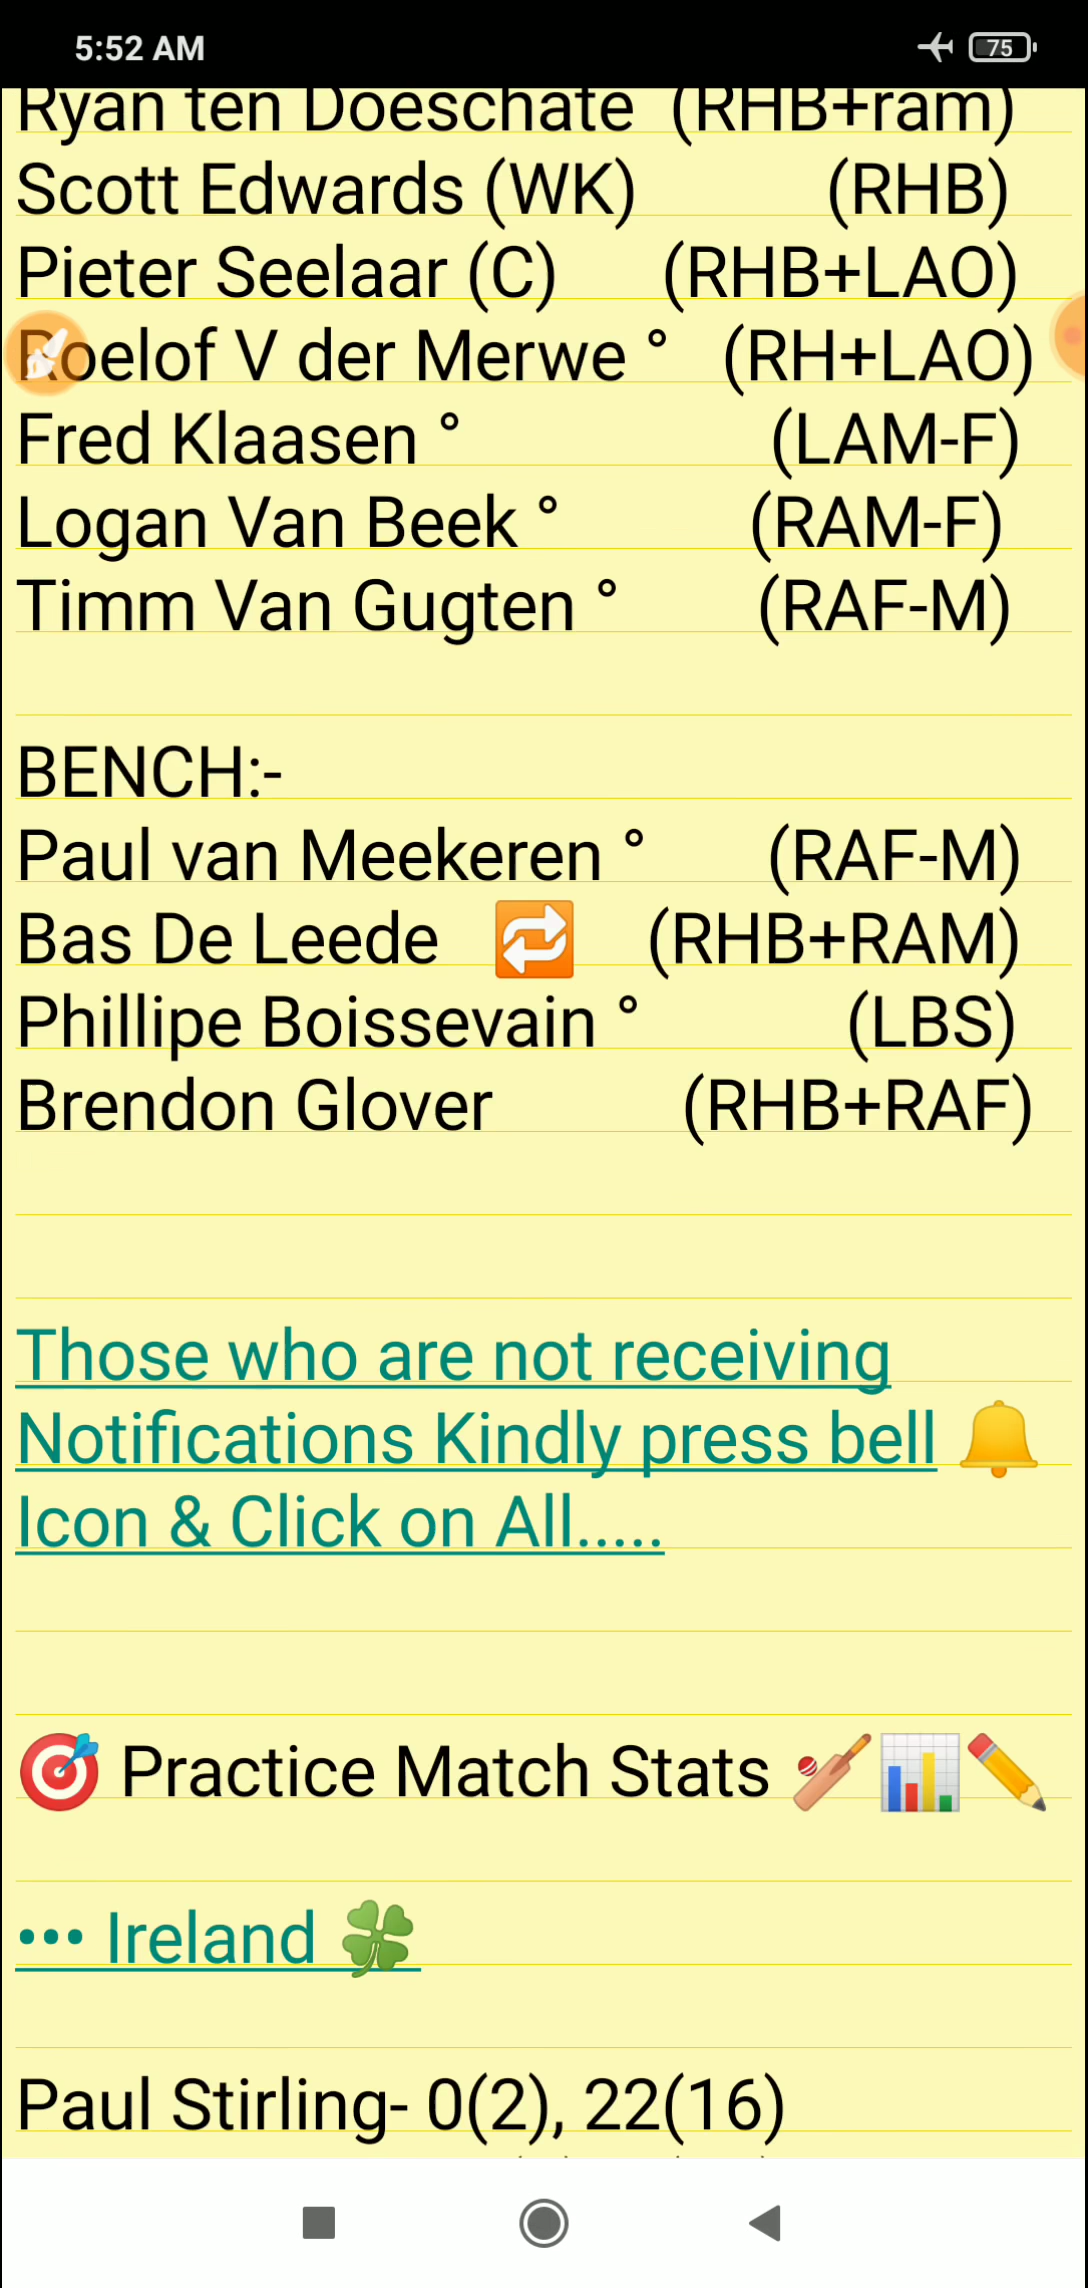 5:52 AM 75
Ryan ten Doeschate (RHB+ram)
Scott Edwards (WK) (RHB)
Pieter Seelaar (C) (RHB+LAO)
Roelof V der Merwe ° (RH+LAO)
Fred Klaasen ° (LAM-F)
Logan Van Beek ° (RAM-F)
Timm Van Gugten ° (RAF-M)
BENCH:-
Paul van Meekeren ° (RAF-M)
Bas De Leede 🔁 (RHB+RAM)
Phillipe Boissevain ° (LBS)
Brendon Glover (RHB+RAF)
Those who are not receiving
Notifications Kindly press bell 🔔
Icon & Click on All.....
🎯 Practice Match Stats 🏏📊✏️
••• Ireland 🍀
Paul Stirling- 0(2), 22(16)